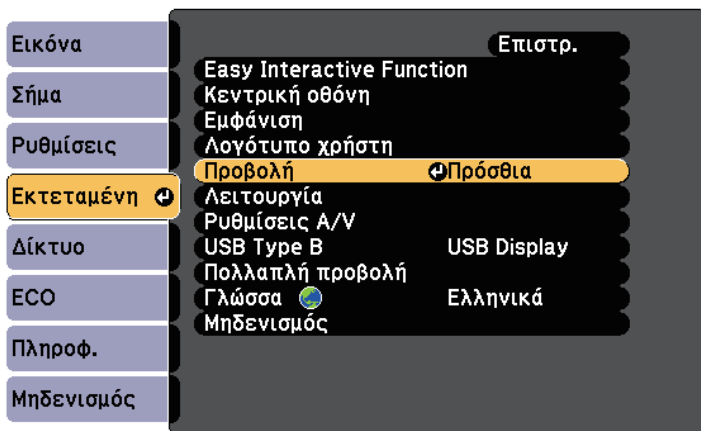 Εικόνα
Σήμα
Ρυθμίσεις
Εκτεταμένη
Δίκτυο
ECO
Πληροφ.
Μηδενισμός
Επιστρ.
Easy Interactive Function
Κεντρική οθόνη
Εμφάνιση
Λογότυπο χρήστη
Προβολή Πρόσθια
Λειτουργία
Ρυθμίσεις A/V
USB Type B USB Display
Πολλαπλή προβολή
Γλώσσα Ελληνικά
Μηδενισμός